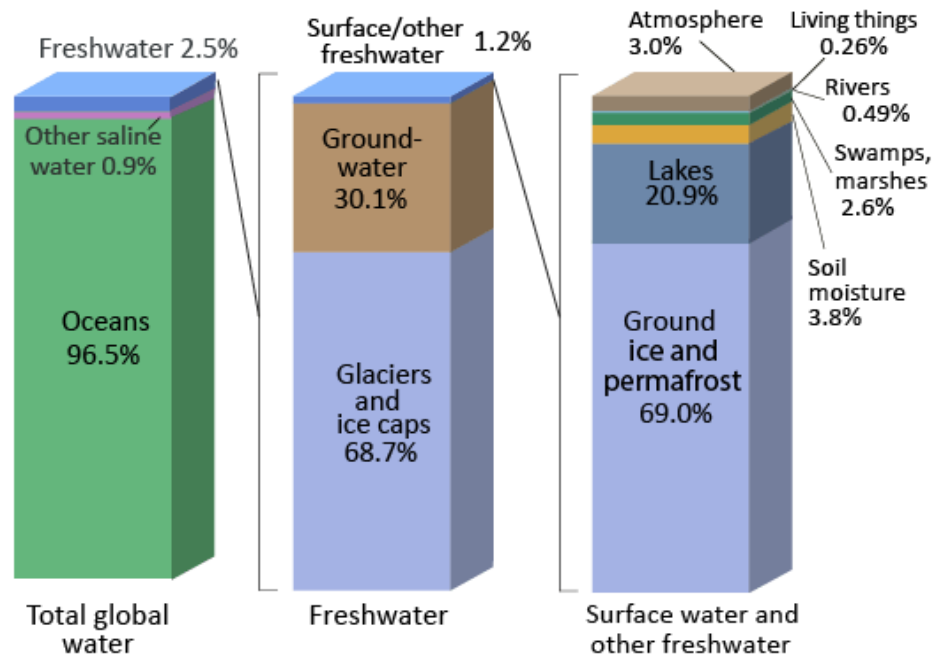 Freshwater 2.5%
Other saline
water 0.9%
Oceans
96.5%
Total global
water
Surface/other
freshwater
1.2%
Ground-
water
30.1%
Glaciers
and
ice caps
68.7%
Freshwater
Atmosphere
3.0%
Living things
0.26%
Rivers
0.49%
Swamps,
marshes
2.6%
Soil
moisture
3.8%
Lakes
20.9%
Ground
ice and
permafrost
69.0%
Surface water and
other freshwater